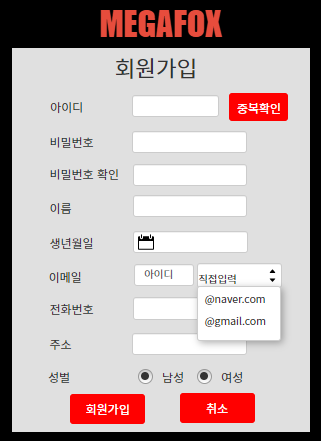 MEGAFOX
회원가입
아이디 중복확인
비밀번호
비밀번호 확인
이름
생년월일
이메일 아이디 직접입력
@naver.com
전화번호
@gmail.com
주소
성별 남성 여성
회원가입 취소